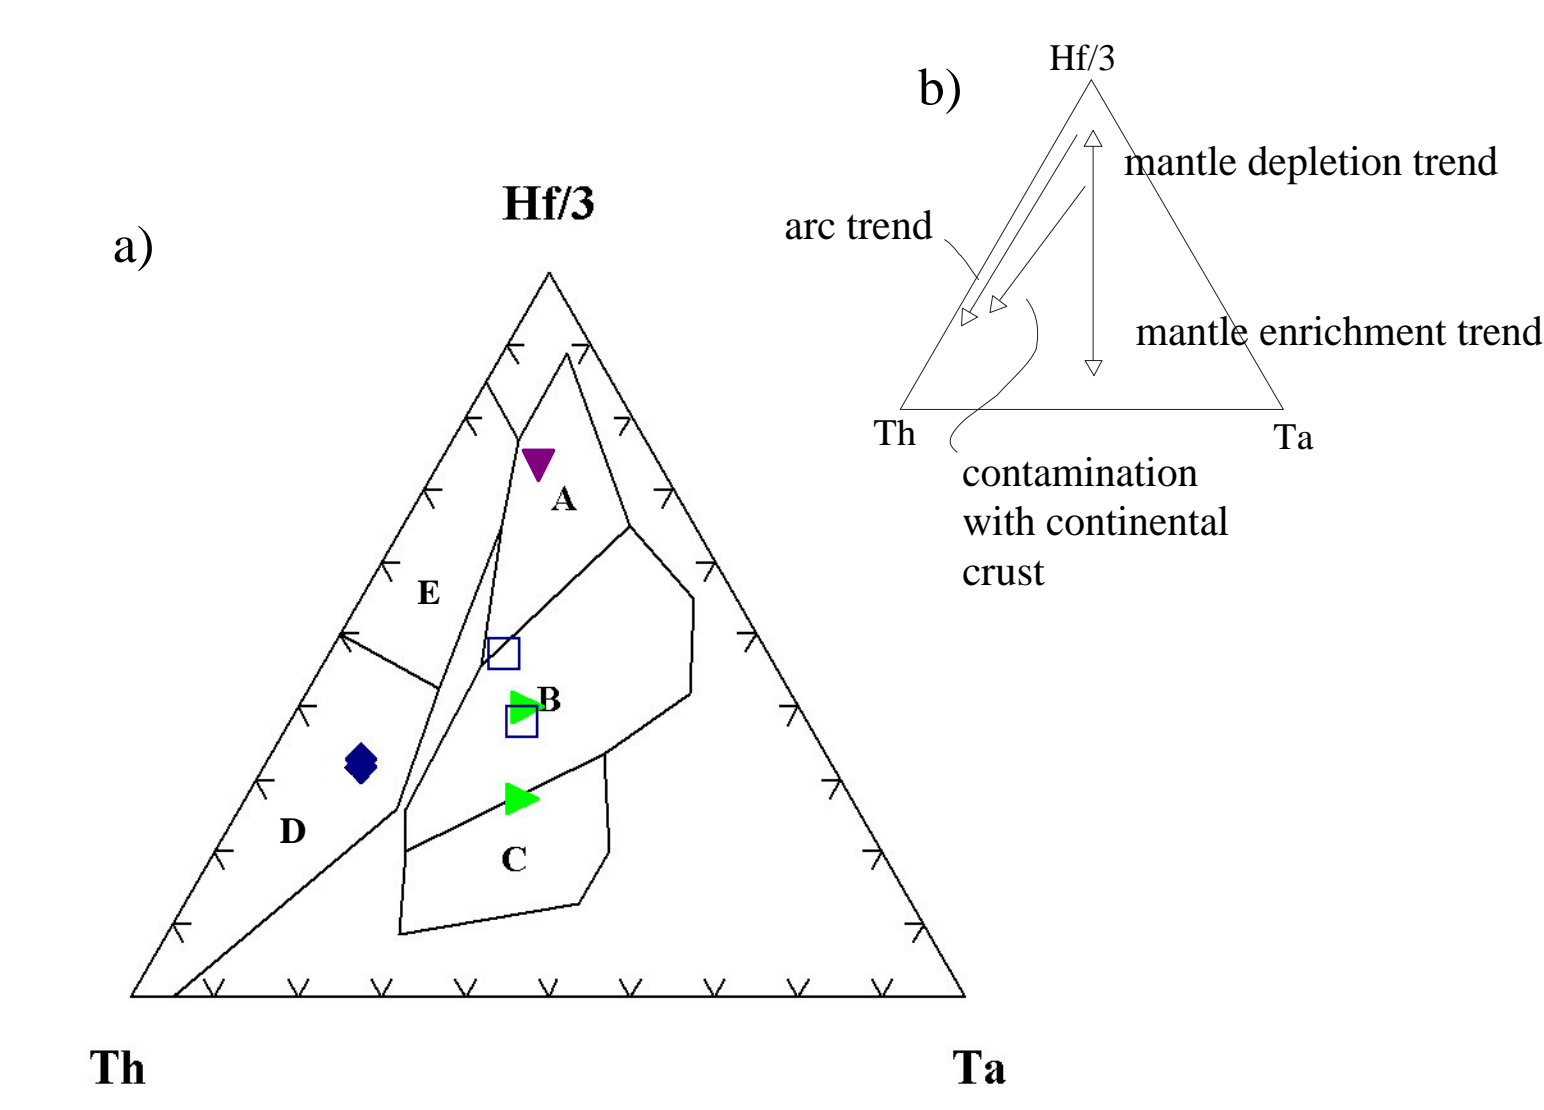 b)
Hf/3
mantle depletion trend
arc trend
mantle enrichment trend
Th
Ta
contamination
with continental
crust
a)
Hf/3
A
E
B
D
C
Th
Ta